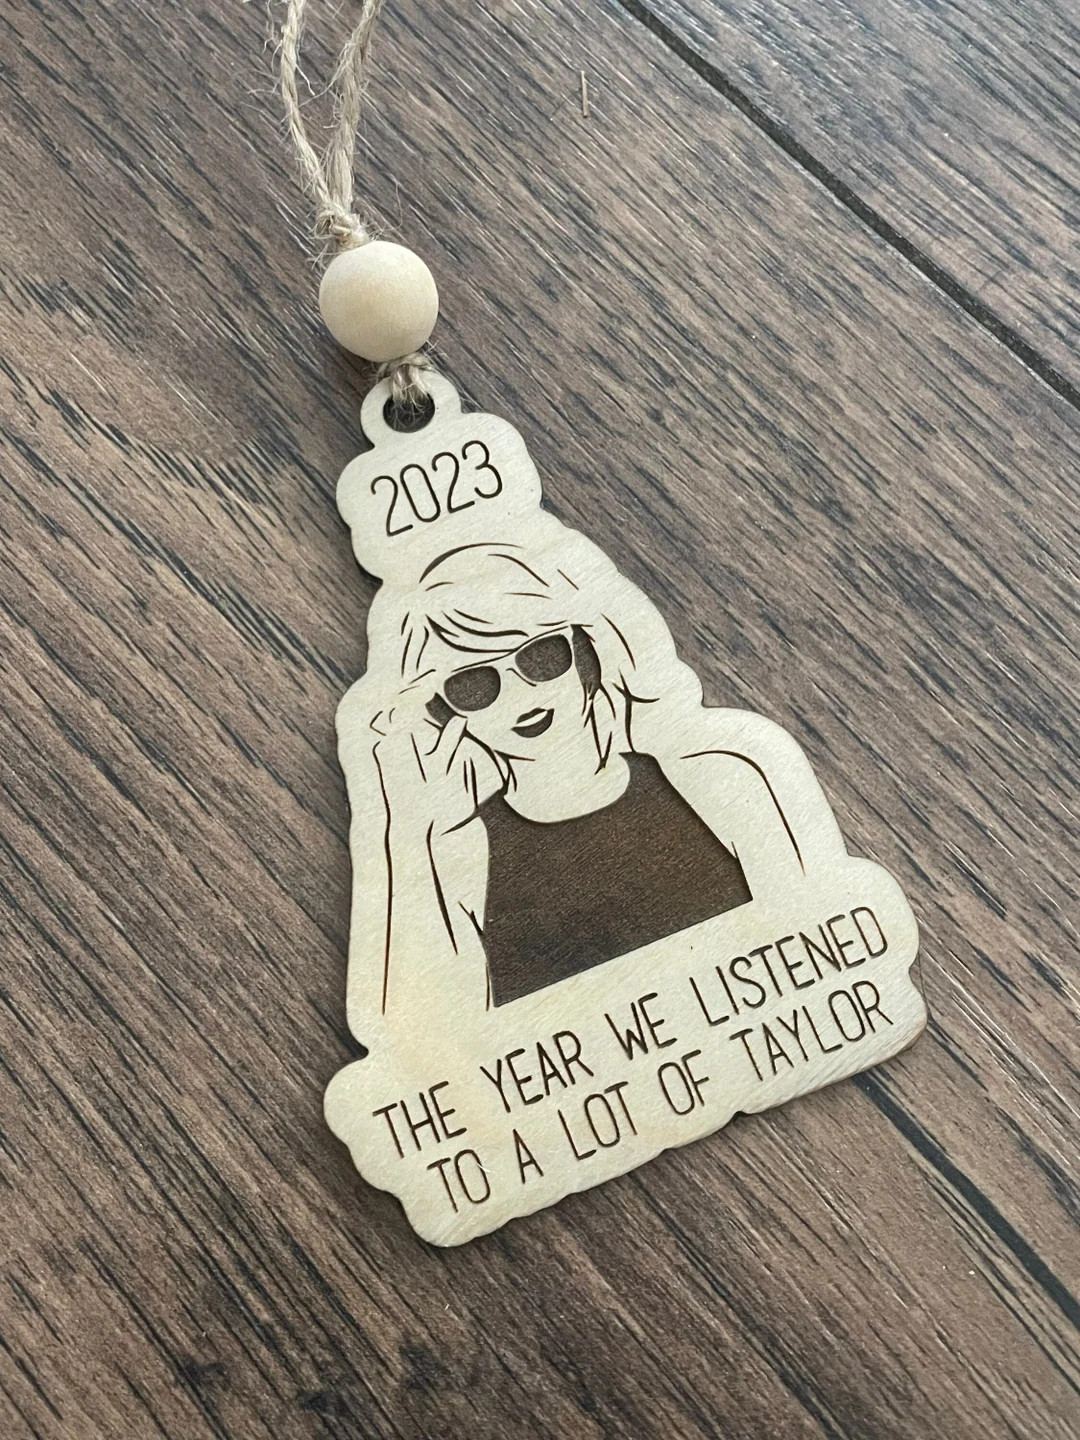 2023
THE YEAR WE LISTENED
TO A LOT OF TAYLOR